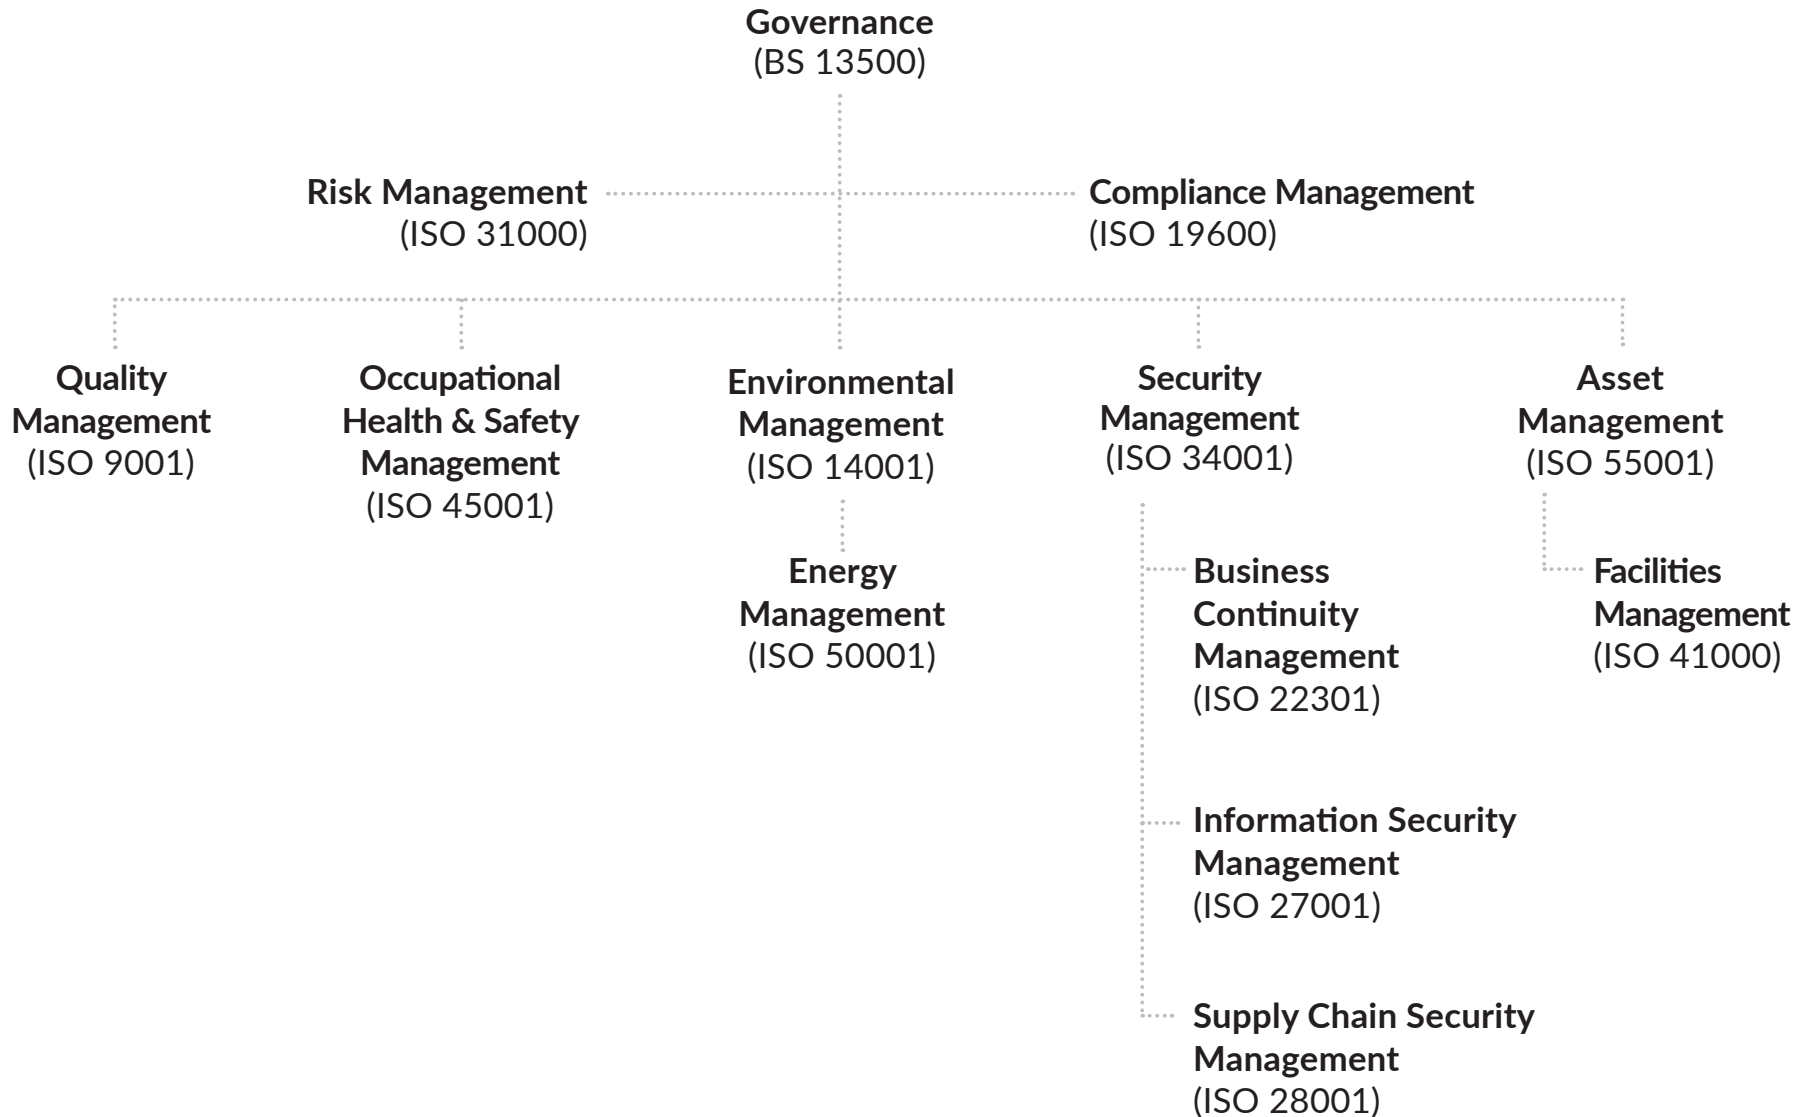 Governance
(BS 13500)
Risk Management
(ISO 31000)
Compliance Management
(ISO 19600)
Quality
Management
(ISO 9001)
Occupational
Health & Safety
Management
(ISO 45001)
Environmental
Management
(ISO 14001)
Energy
Management
(ISO 50001)
Security
Management
(ISO 34001)
Business
Continuity
Management
(ISO 22301)
Information Security
Management
(ISO 27001)
Supply Chain Security
Management
(ISO 28001)
Asset
Management
(ISO 55001)
Facilities
Management
(ISO 41000)